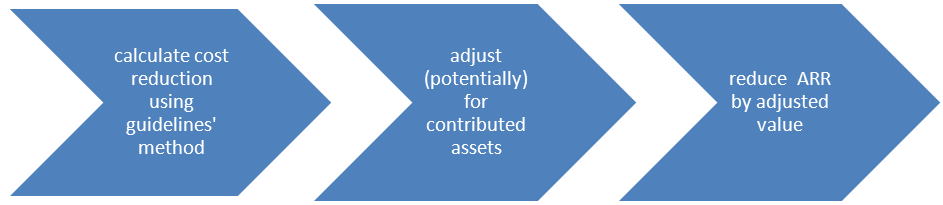 calculate cost
reduction
using
guidelines'
method
adjust
(potentially)
for
contributed
assets
reduce  ARR
by adjusted
value